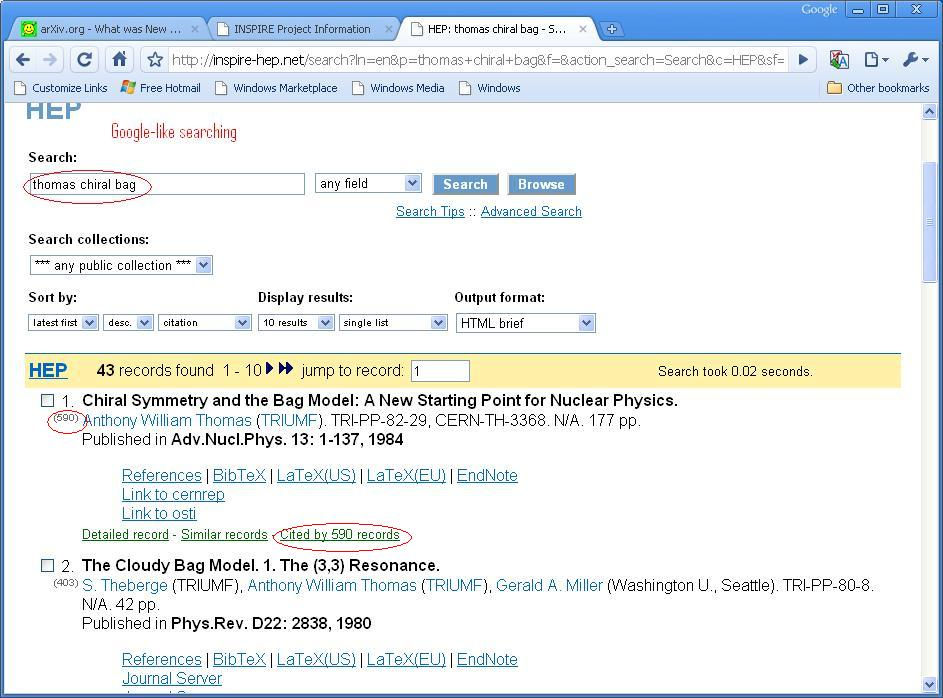 Google
arXiv.org - What was New ...
INSPIRE Project Information
HEP: thomas chiral bag - S...
http://inspire-hep.net/search?ln=en&p=thomas+chiral+bag&f=&action_search=Search&c=HEP&sf=
Customize Links Free Hotmail Windows Marketplace Windows Media Windows Other bookmarks
HEP
Google-like searching
Search:
thomas chiral bag any field Search Browse
Search Tips :: Advanced Search
Search collections:
*** any public collection ***
Sort by: Display results: Output format:
latest first desc. citation 10 results single list HTML brief
HEP 43 records found 1 - 10 jump to record: 1 Search took 0.02 seconds.
1. Chiral Symmetry and the Bag Model: A New Starting Point for Nuclear Physics.
(590) Anthony William Thomas (TRIUMF). TRI-PP-82-29, CERN-TH-3368. N/A. 177 pp.
Published in Adv.Nucl.Phys. 13: 1-137, 1984
References | BibTeX | LaTeX(US) | LaTeX(EU) | EndNote
Link to cernrep
Link to osti
Detailed record - Similar records - Cited by 590 records
2. The Cloudy Bag Model. 1. The (3,3) Resonance.
(403) S. Theberge (TRIUMF), Anthony William Thomas (TRIUMF), Gerald A. Miller (Washington U., Seattle). TRI-PP-80-8.
N/A. 42 pp.
Published in Phys.Rev. D22: 2838, 1980
References | BibTeX | LaTeX(US) | LaTeX(EU) | EndNote
Journal Server